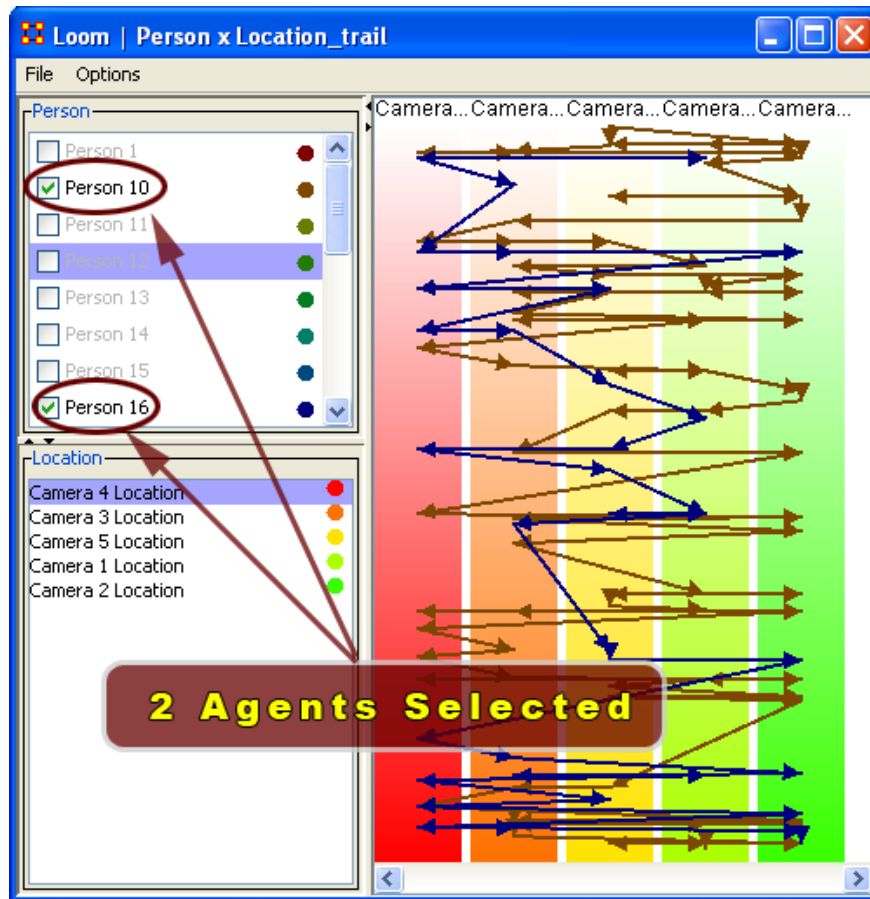 Loom | Person x Location_trail
File Options
Person
Person 1
Person 10
Person 11
Person 12
Person 13
Person 14
Person 15
Person 16
Location
Camera 4 Location
Camera 3 Location
Camera 5 Location
Camera 1 Location
Camera 2 Location
Camera... Camera... Camera... Camera... Camera...
2 Agents Selected